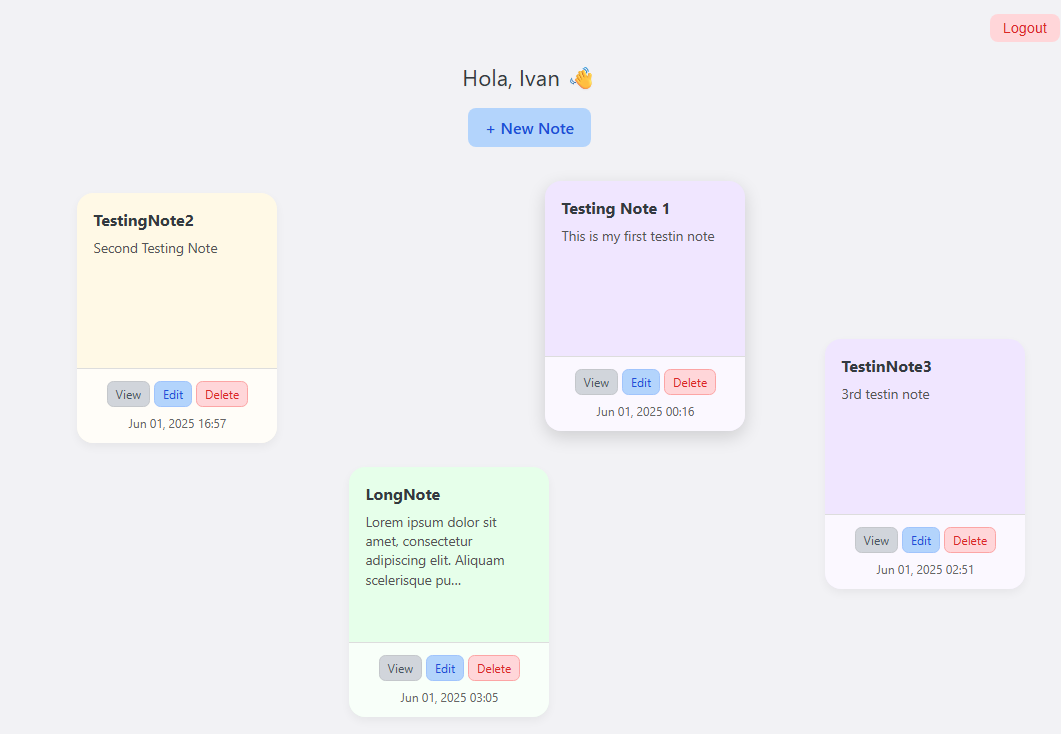 Logout
Hola, Ivan 👋
+ New Note
TestingNote2
Second Testing Note
View Edit Delete
Jun 01, 2025 16:57
Testing Note 1
This is my first testin note
View Edit Delete
Jun 01, 2025 00:16
TestinNote3
3rd testin note
View Edit Delete
Jun 01, 2025 02:51
LongNote
Lorem ipsum dolor sit
amet, consectetur
adipiscing elit. Aliquam
scelerisque pu...
View Edit Delete
Jun 01, 2025 03:05